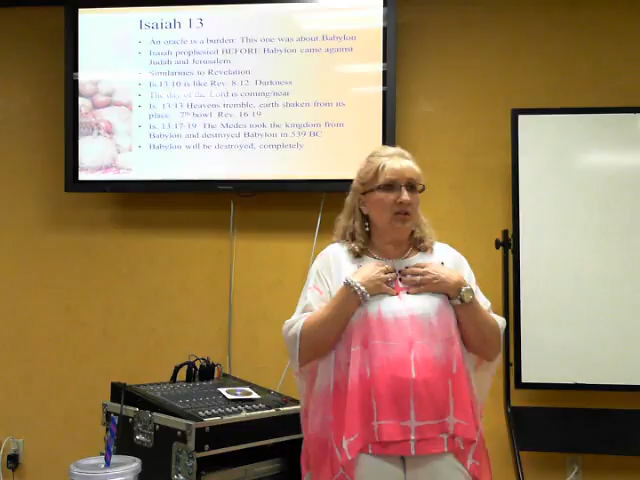 Isaiah 13
• An oracle is a burden: This one was about Babylon
• Isaiah prophesied BEFORE Babylon came against
Judah and Jerusalem
• Similarities to Revelation:
• Is.13:10 is like Rev. 8:12 Darkness
• The day of the Lord is coming/near
• Is. 13:13 Heavens tremble, earth shaken from its
place. 7th bowl Rev. 16:19
• Is. 13:17-19 The Medes took the kingdom from
Babylon and destroyed Babylon in 539 BC
• Babylon will be destroyed, completely